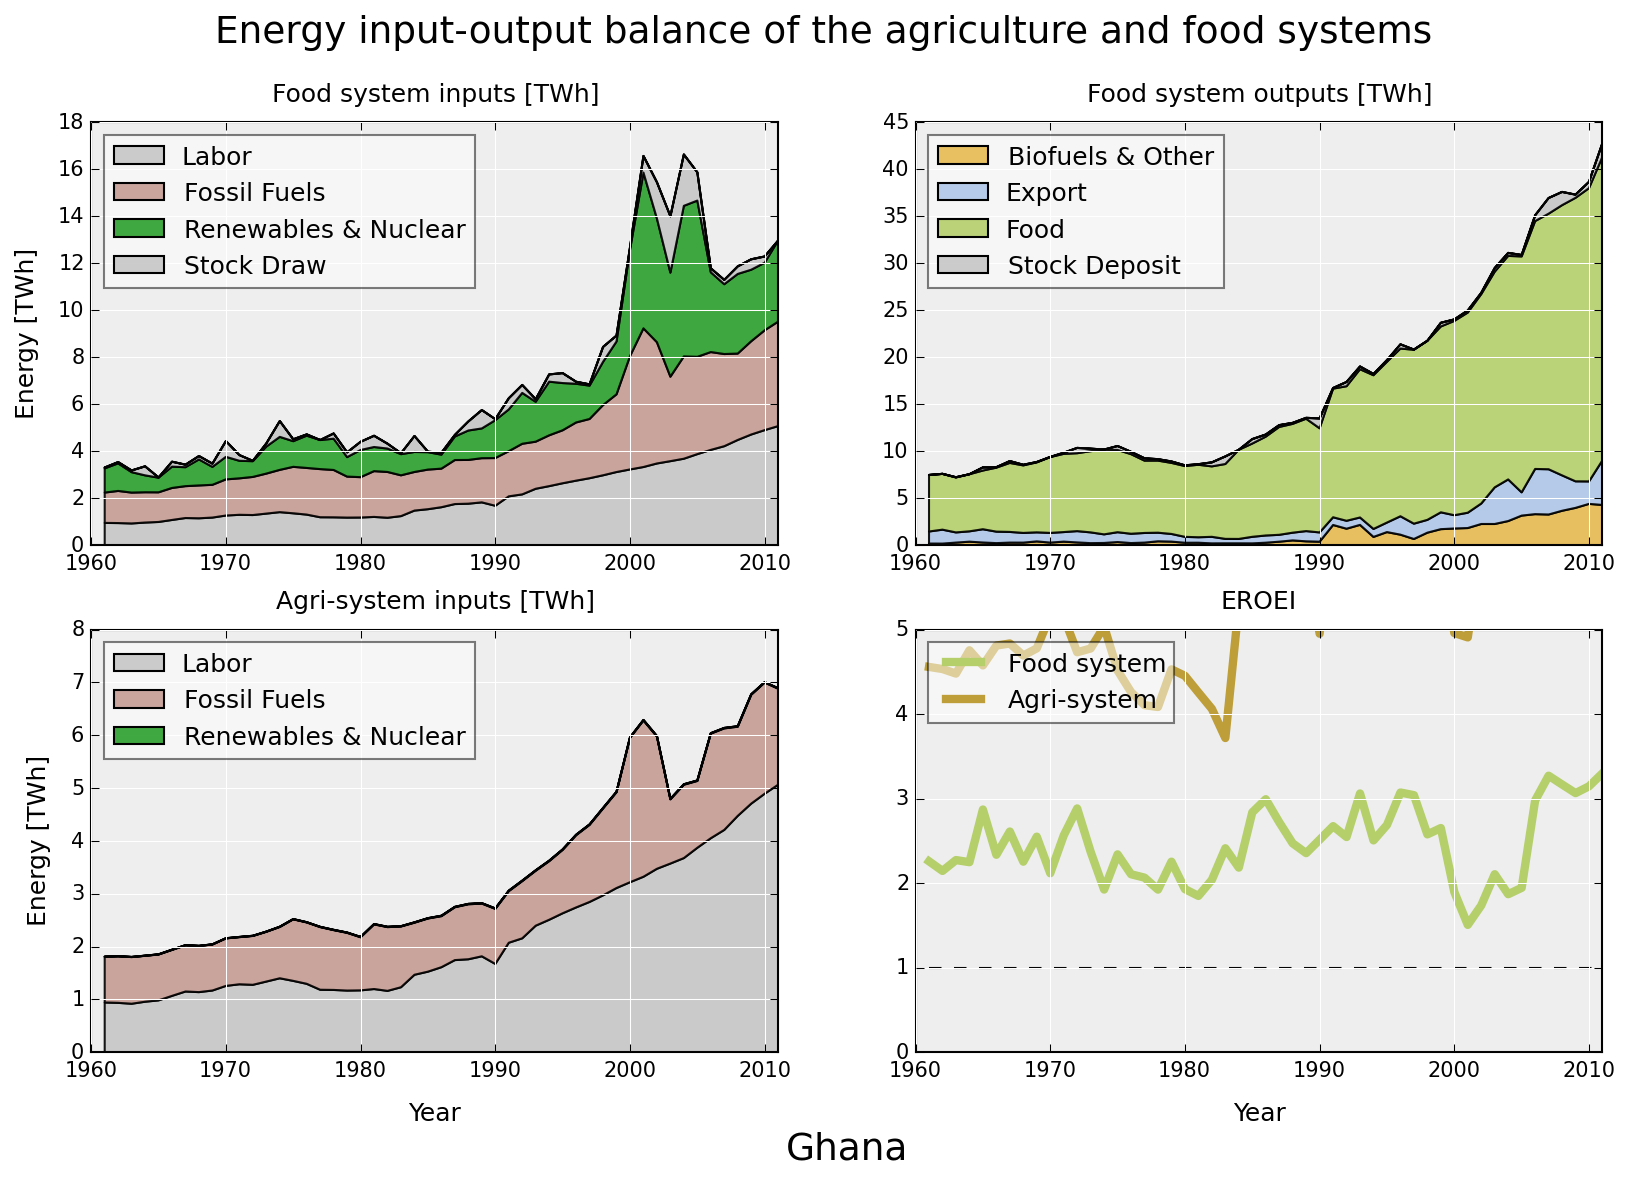 Energy input-output balance of the agriculture and food systems
Food system inputs [TWh]
Energy [TWh]
18
16
14
12
10
8
6
4
2
0
Labor
Fossil Fuels
Renewables & Nuclear
Stock Draw
1960 1970 1980 1990 2000 2010
Food system outputs [TWh]
45
40
35
30
25
20
15
10
5
0
Biofuels & Other
Export
Food
Stock Deposit
1960 1970 1980 1990 2000 2010
Agri-system inputs [TWh]
Energy [TWh]
8
7
6
5
4
3
2
1
0
Labor
Fossil Fuels
Renewables & Nuclear
1960 1970 1980 1990 2000 2010
Year
EROEI
5
4
3
2
1
0
Food system
Agri-system
1960 1970 1980 1990 2000 2010
Year
Ghana